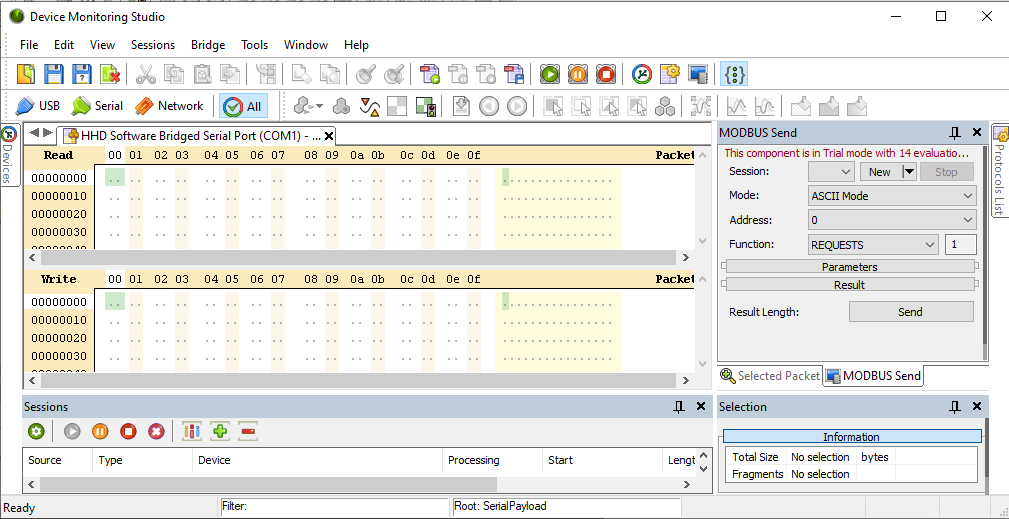 Device Monitoring Studio
File Edit View Sessions Bridge Tools Window Help
USB Serial Network All
Devices
HHD Software Bridged Serial Port (COM1) - ...
Read 00 01 02 03 04 05 06 07 08 09 0a 0b 0c 0d 0e 0f Packet
00000000 .. .. .. .. .. .. .. .. .. .. .. .. .. .. .. .. ................
00000010 .. .. .. .. .. .. .. .. .. .. .. .. .. .. .. .. ................
00000020 .. .. .. .. .. .. .. .. .. .. .. .. .. .. .. .. ................
00000030 .. .. .. .. .. .. .. .. .. .. .. .. .. .. .. .. ................
00000040
Write 00 01 02 03 04 05 06 07 08 09 0a 0b 0c 0d 0e 0f Packet
00000000 .. .. .. .. .. .. .. .. .. .. .. .. .. .. .. .. ................
00000010 .. .. .. .. .. .. .. .. .. .. .. .. .. .. .. .. ................
00000020 .. .. .. .. .. .. .. .. .. .. .. .. .. .. .. .. ................
00000030 .. .. .. .. .. .. .. .. .. .. .. .. .. .. .. .. ................
00000040
MODBUS Send
This component is in Trial mode with 14 evaluatio...
Session: New Stop
Mode: ASCII Mode
Address: 0
Function: REQUESTS 1
Parameters
Result
Result Length: Send
Selected Packet MODBUS Send
Protocols List
Sessions
Source Type Device Processing Start Lengt
Selection
Information
Total Size No selection bytes
Fragments No selection
Ready Filter: Root: SerialPayload